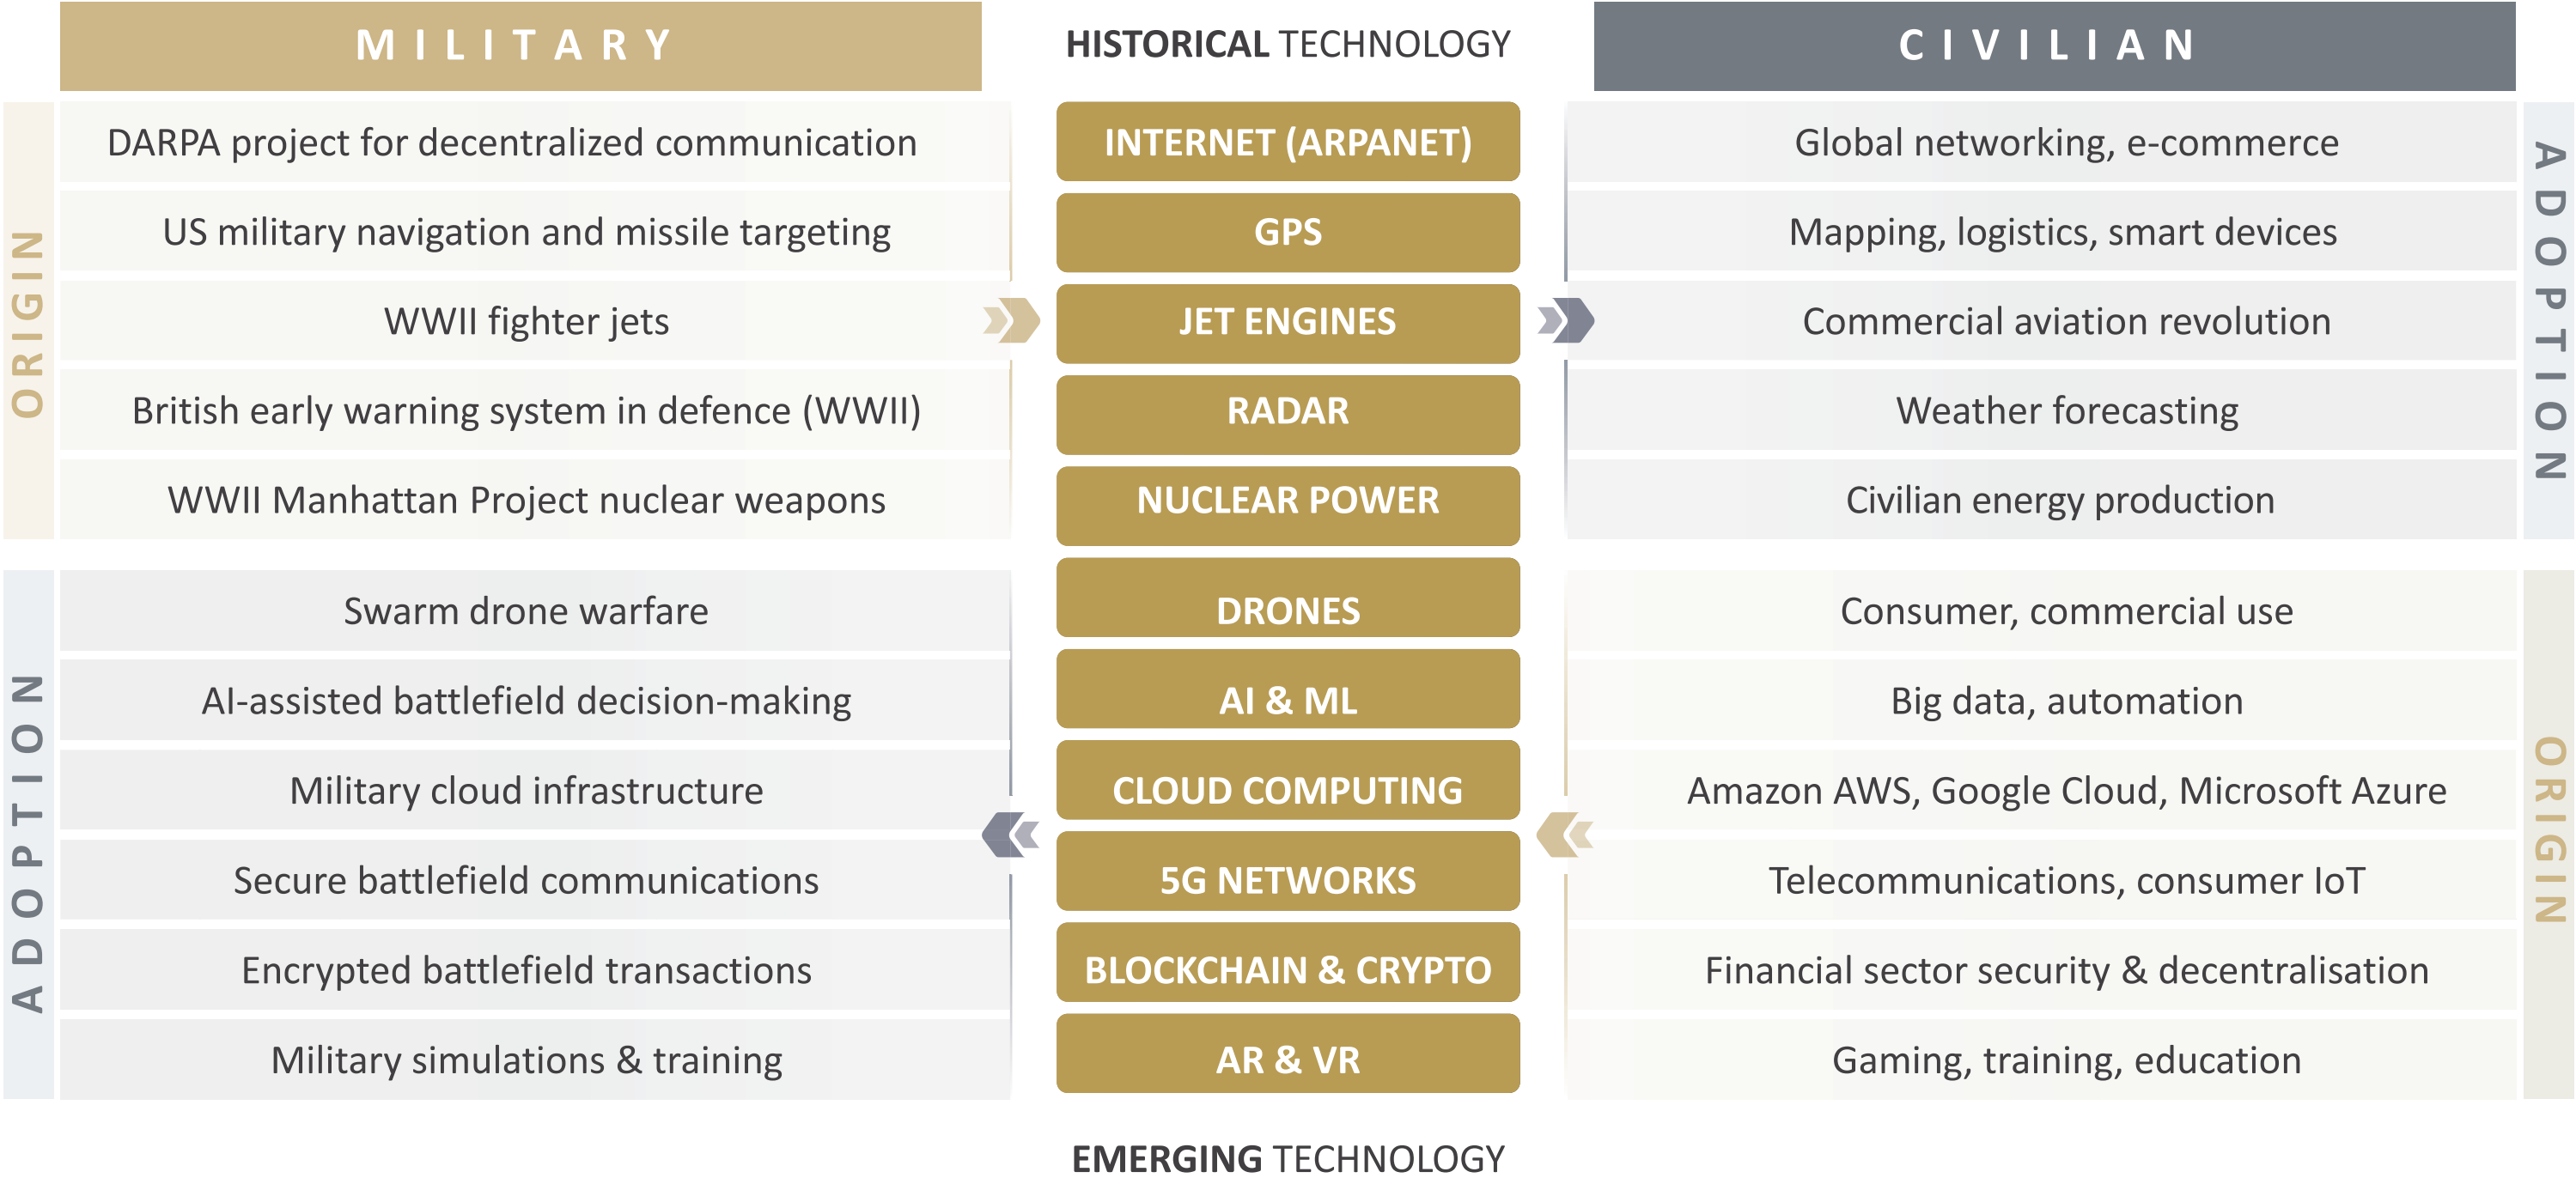 MILITARY
HISTORICAL TECHNOLOGY
CIVILIAN
ORIGIN
DARPA project for decentralized communication
INTERNET (ARPANET)
Global networking, e-commerce
ADOPTION
US military navigation and missile targeting
GPS
Mapping, logistics, smart devices
WWII fighter jets
JET ENGINES
Commercial aviation revolution
British early warning system in defence (WWII)
RADAR
Weather forecasting
WWII Manhattan Project nuclear weapons
NUCLEAR POWER
Civilian energy production
ADOPTION
Swarm drone warfare
DRONES
Consumer, commercial use
ORIGIN
AI-assisted battlefield decision-making
AI & ML
Big data, automation
Military cloud infrastructure
CLOUD COMPUTING
Amazon AWS, Google Cloud, Microsoft Azure
Secure battlefield communications
5G NETWORKS
Telecommunications, consumer IoT
Encrypted battlefield transactions
BLOCKCHAIN & CRYPTO
Financial sector security & decentralisation
Military simulations & training
AR & VR
Gaming, training, education
EMERGING TECHNOLOGY